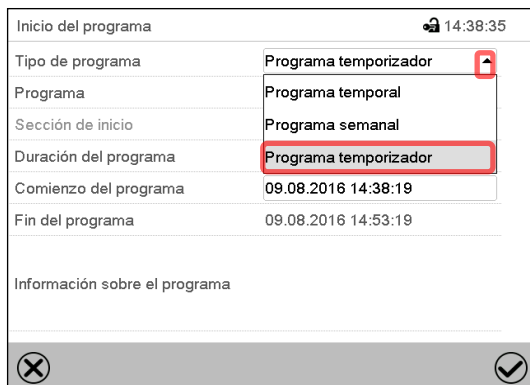 Inicio del programa 14:38:35
Tipo de programa Programa temporizador
Programa Programa temporal
Sección de inicio Programa semanal
Duración del programa Programa temporizador
Comienzo del programa 09.08.2016 14:38:19
Fin del programa 09.08.2016 14:53:19
Información sobre el programa